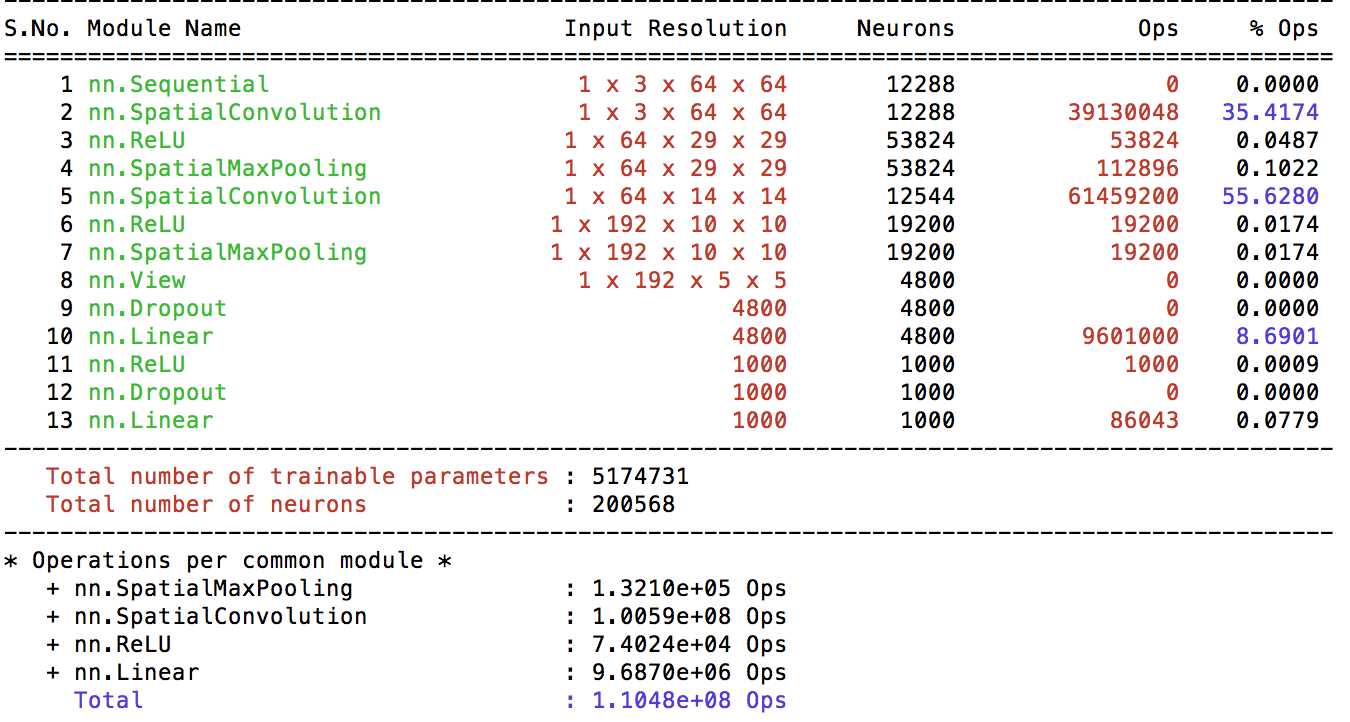 S.No. Module Name Input Resolution Neurons Ops % Ops
1 nn.Sequential 1 x 3 x 64 x 64 12288 0 0.0000
2 nn.SpatialConvolution 1 x 3 x 64 x 64 12288 39130048 35.4174
3 nn.ReLU 1 x 64 x 29 x 29 53824 53824 0.0487
4 nn.SpatialMaxPooling 1 x 64 x 29 x 29 53824 112896 0.1022
5 nn.SpatialConvolution 1 x 64 x 14 x 14 12544 61459200 55.6280
6 nn.ReLU 1 x 192 x 10 x 10 19200 19200 0.0174
7 nn.SpatialMaxPooling 1 x 192 x 10 x 10 19200 19200 0.0174
8 nn.View 1 x 192 x 5 x 5 4800 0 0.0000
9 nn.Dropout 4800 4800 0 0.0000
10 nn.Linear 4800 4800 9601000 8.6901
11 nn.ReLU 1000 1000 1000 0.0009
12 nn.Dropout 1000 1000 0 0.0000
13 nn.Linear 1000 1000 86043 0.0779
Total number of trainable parameters : 5174731
Total number of neurons : 200568
* Operations per common module *
+ nn.SpatialMaxPooling : 1.3210e+05 Ops
+ nn.SpatialConvolution : 1.0059e+08 Ops
+ nn.ReLU : 7.4024e+04 Ops
+ nn.Linear : 9.6870e+06 Ops
Total : 1.1048e+08 Ops